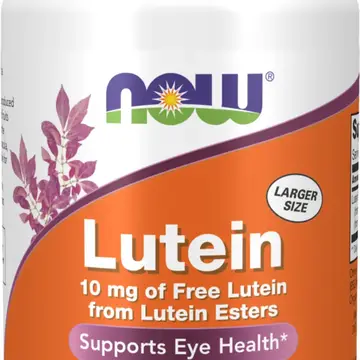 NOW
LARGER
SIZE
Lutein
10 mg of Free Lutein
from Lutein Esters
Supports Eye Health*